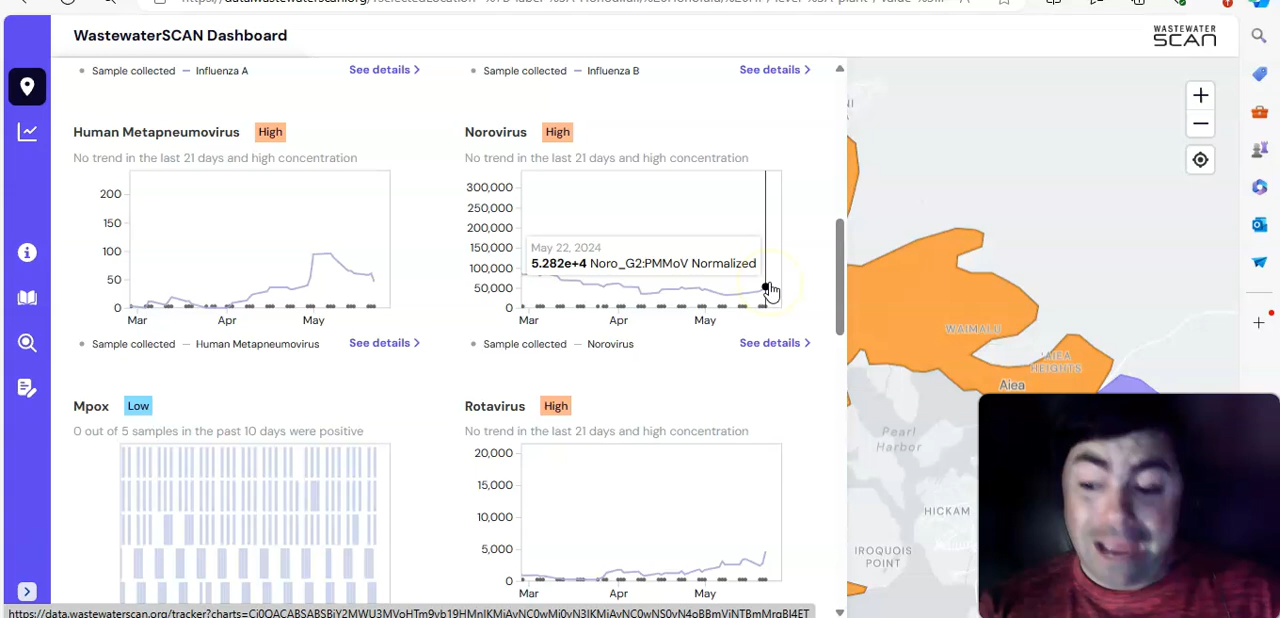 WastewaterSCAN Dashboard
WASTEWATER
SCAN
Sample collected
Influenza A
See details
Sample collected
Influenza B
See details
Human Metapneumovirus
High
No trend in the last 21 days and high concentration
200
150
100
50
0
Mar
Apr
May
Sample collected
Human Metapneumovirus
See details
Norovirus
High
No trend in the last 21 days and high concentration
300,000
250,000
200,000
150,000
100,000
50,000
0
May 22, 2024
5.282e+4 Noro_G2:PMMoV Normalized
Mar
Apr
May
Sample collected
Norovirus
See details
Mpox
Low
0 out of 5 samples in the past 10 days were positive
Rotavirus
High
No trend in the last 21 days and high concentration
20,000
15,000
10,000
5,000
0
Mar
Apr
May
WAIMALU
AIEA
HEIGHTS
Aiea
Pearl
Harbor
HICKAM
IROQUOIS
POINT